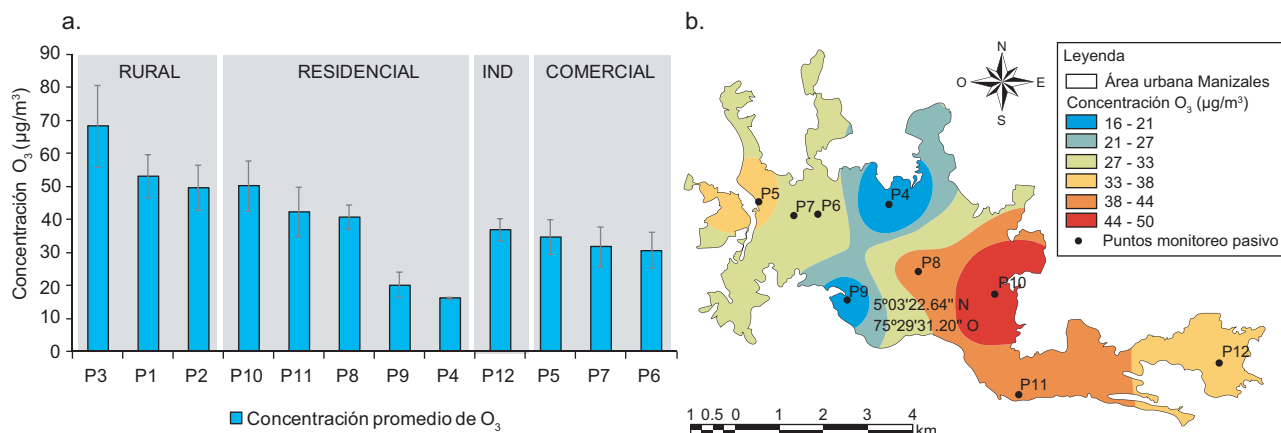 a.
Concentración O₃ (µg/m³)
90
80
70
60
50
40
30
20
10
0
RURAL
RESIDENCIAL
IND
COMERCIAL
P3
P1
P2
P10
P11
P8
P9
P4
P12
P5
P7
P6
Concentración promedio de O₃
b.
N
O
E
S
Leyenda
Área urbana Manizales
Concentración O₃ (µg/m³)
16 - 21
21 - 27
27 - 33
33 - 38
38 - 44
44 - 50
Puntos monitoreo pasivo
P5
P7
P6
P4
P8
P10
P9
5º03'22.64" N
75º29'31.20" O
P12
P11
1 0.5 0 1 2 3 4
km